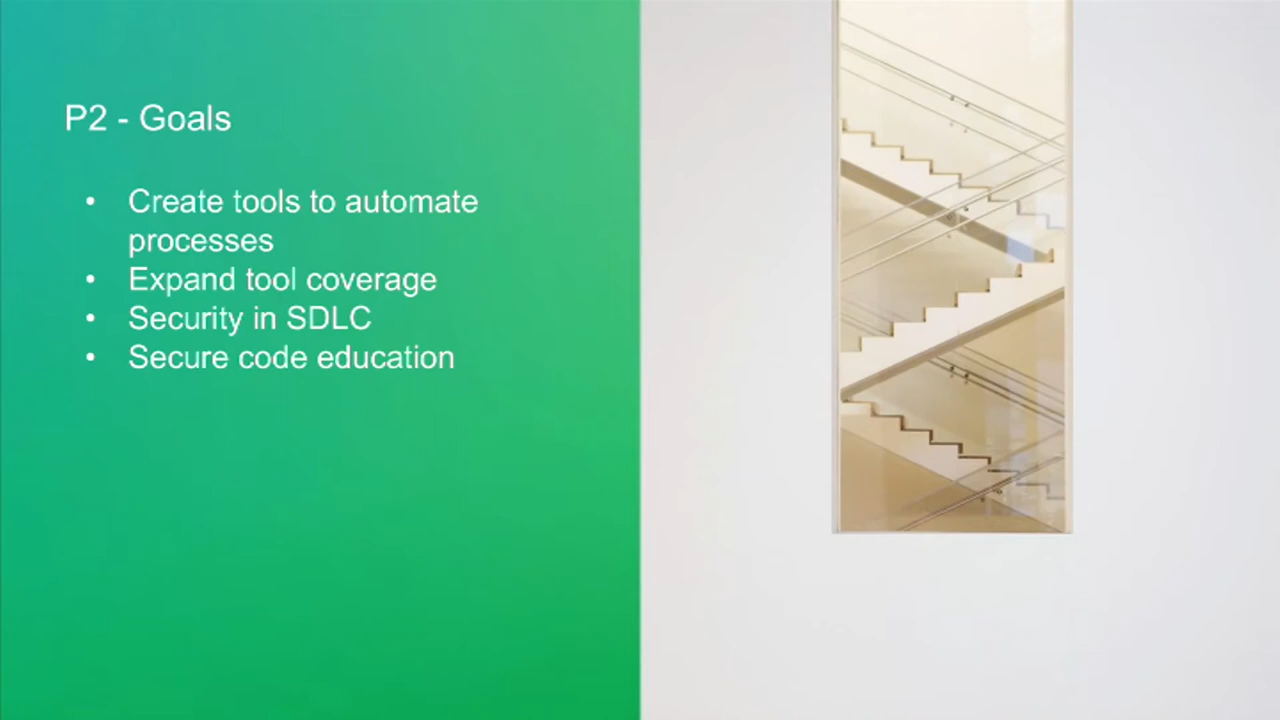 P2 - Goals
• Create tools to automate
processes
• Expand tool coverage
• Security in SDLC
• Secure code education